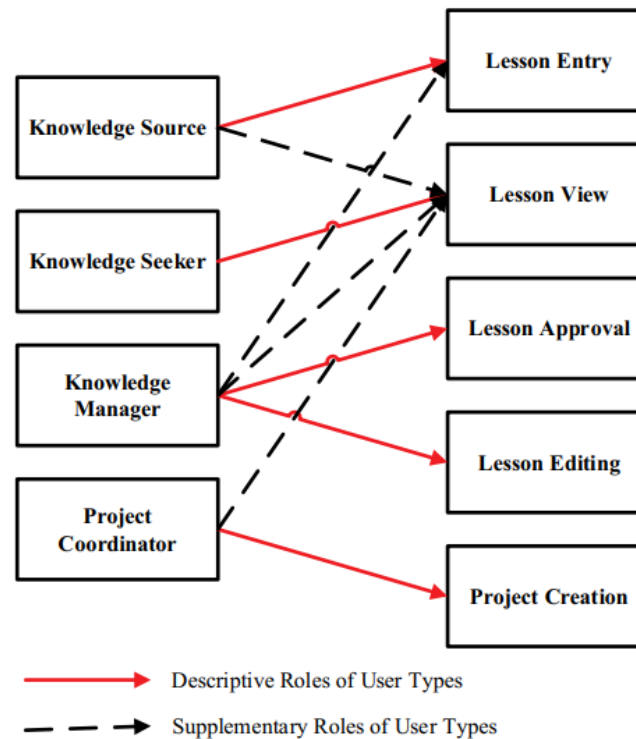 Lesson Entry
Knowledge Source
Lesson View
Knowledge Seeker
Lesson Approval
Knowledge
Manager
Lesson Editing
Project
Coordinator
Project Creation
Descriptive Roles of User Types
Supplementary Roles of User Types